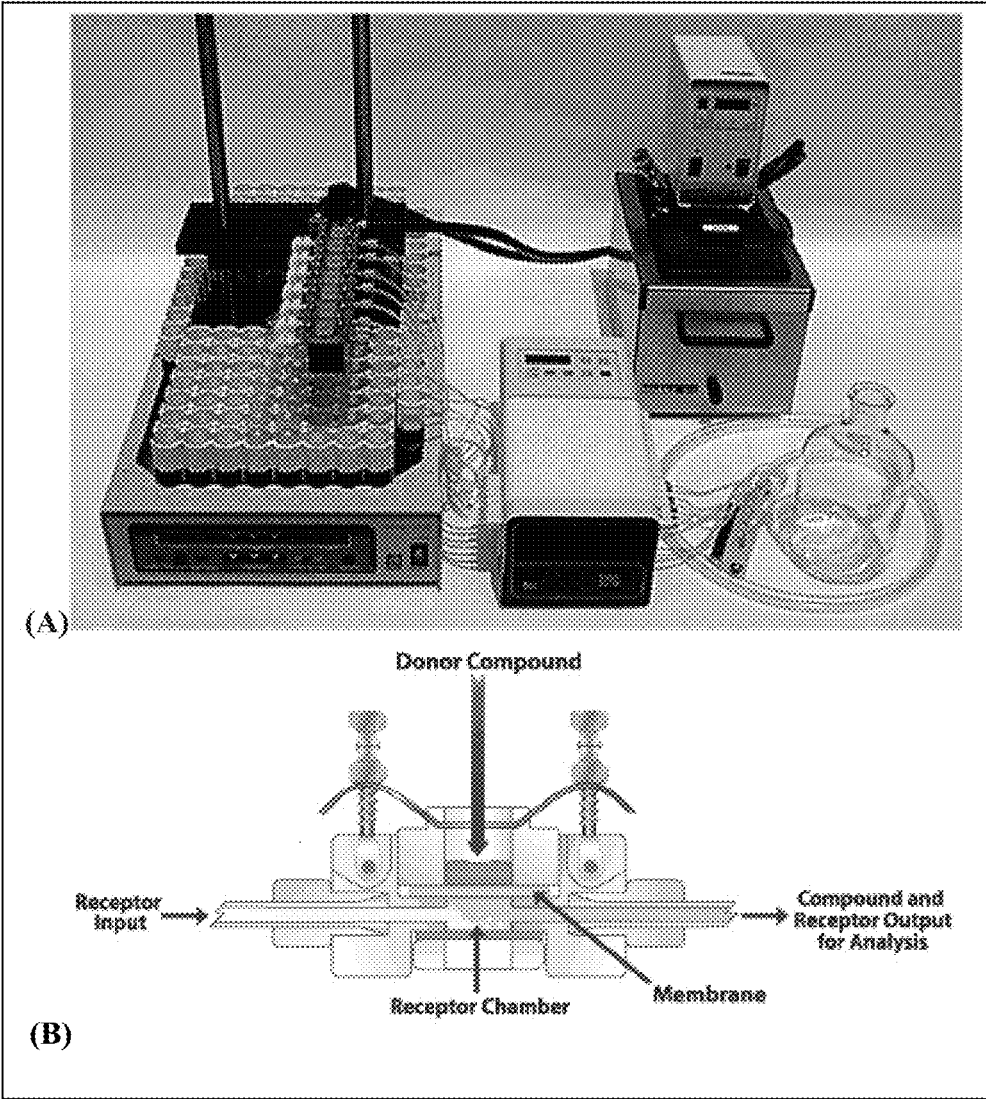 (A)
Donor Compound
Receptor
Input
Compound and
Receptor Output
for Analysis
Membrane
Receptor Chamber
(B)